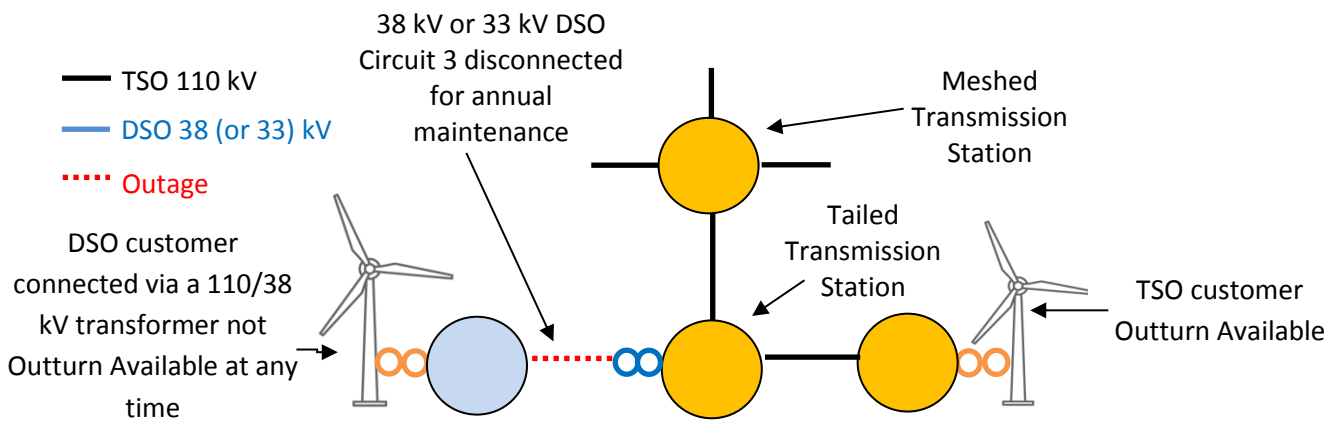 TSO 110 kV
DSO 38 (or 33) kV
Outage
38 kV or 33 kV DSO
Circuit 3 disconnected
for annual
maintenance
Meshed
Transmission
Station
Tailed
Transmission
Station
DSO customer
connected via a 110/38
kV transformer not
Outturn Available at any
time
TSO customer
Outturn Available